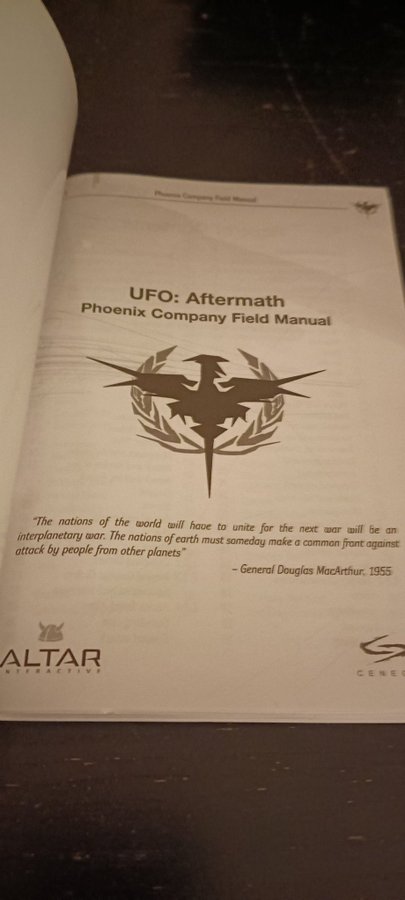 Phoenix Company Field Manual
UFO: Aftermath
Phoenix Company Field Manual
"The nations of the world will have to unite for the next war will be an
interplanetary war. The nations of earth must someday make a common front against
attack by people from other planets"
– General Douglas MacArthur, 1955
ALTAR
INTERACTIVE
CENEG